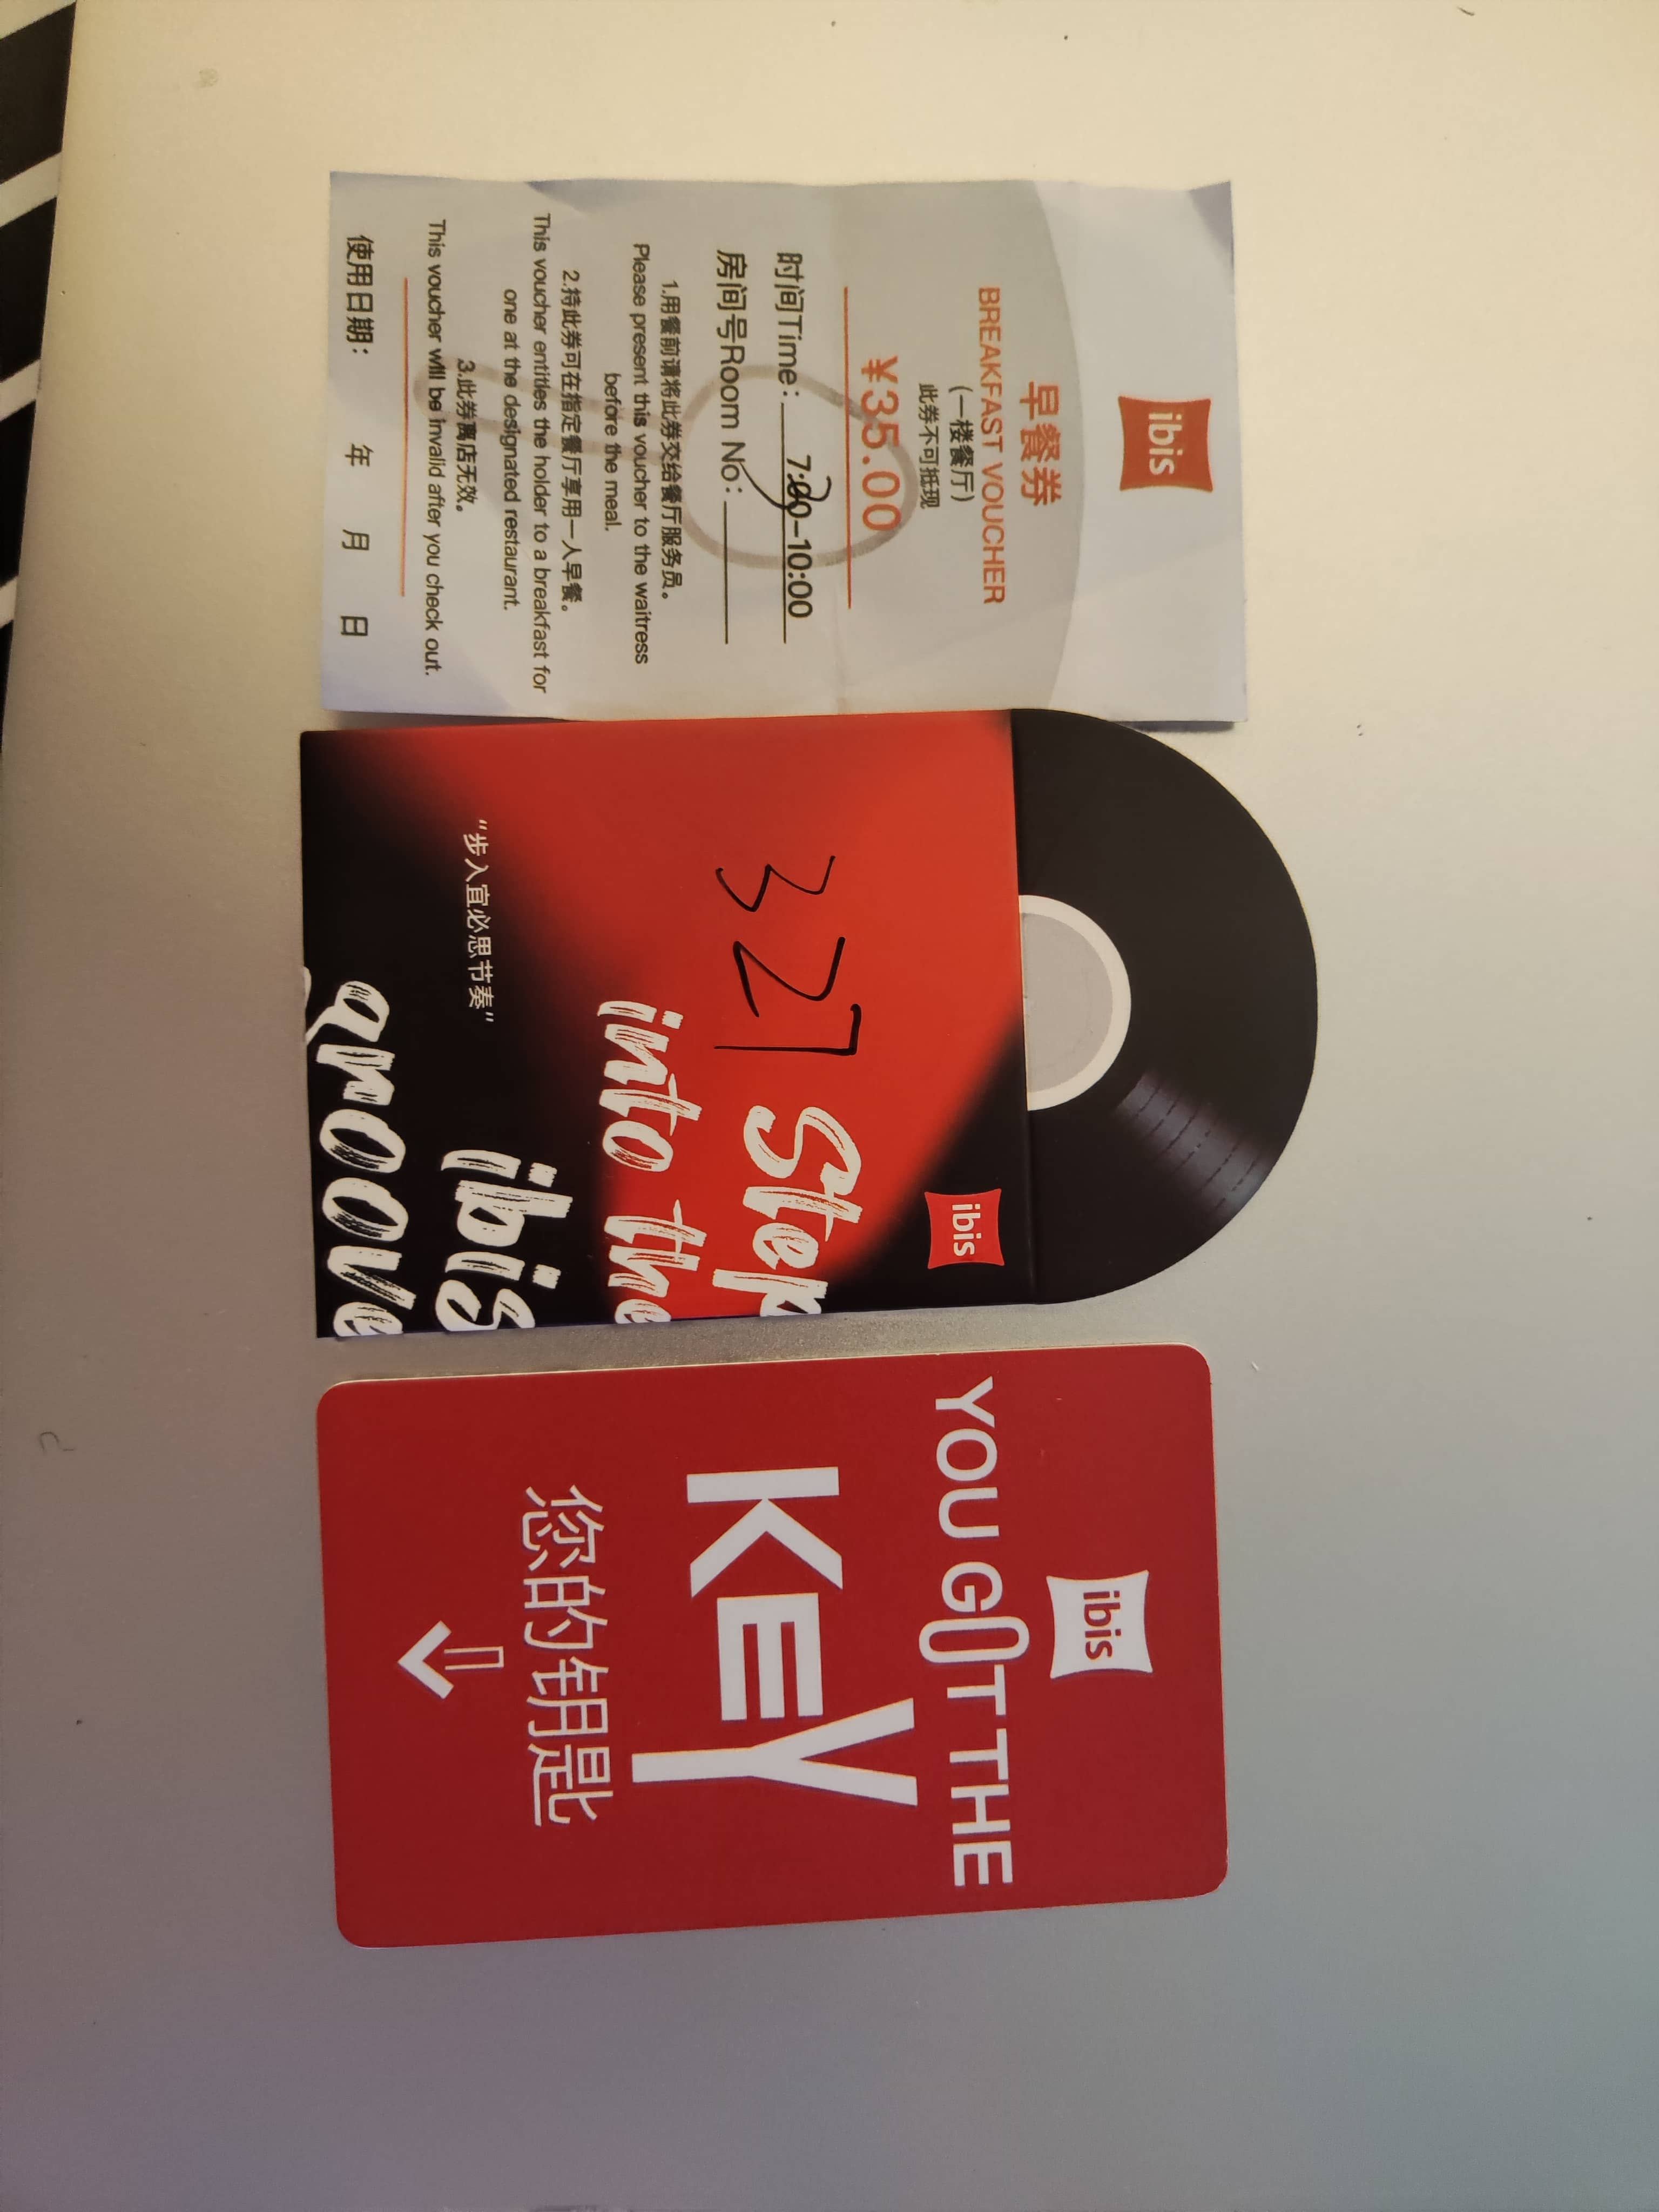 ibis
早餐券
BREAKFAST VOUCHER
(一楼餐厅)
此券不可抵现
¥35.00
时间Time: 7:30-10:00
房间号Room No:
1.用餐前请将此券交给餐厅服务员。
Please present this voucher to the waitress
before the meal.
2.持此券可在指定餐厅享用一人早餐。
This voucher entitles the holder to a breakfast for
one at the designated restaurant.
3.此券离店无效。
This voucher will be invalid after you check out.
使用日期: 年 月 日
ibis
327
Step
into the
ibis
groove
“步入宜必思节奏”
ibis
YOU GOT THE
KEY
您的钥匙